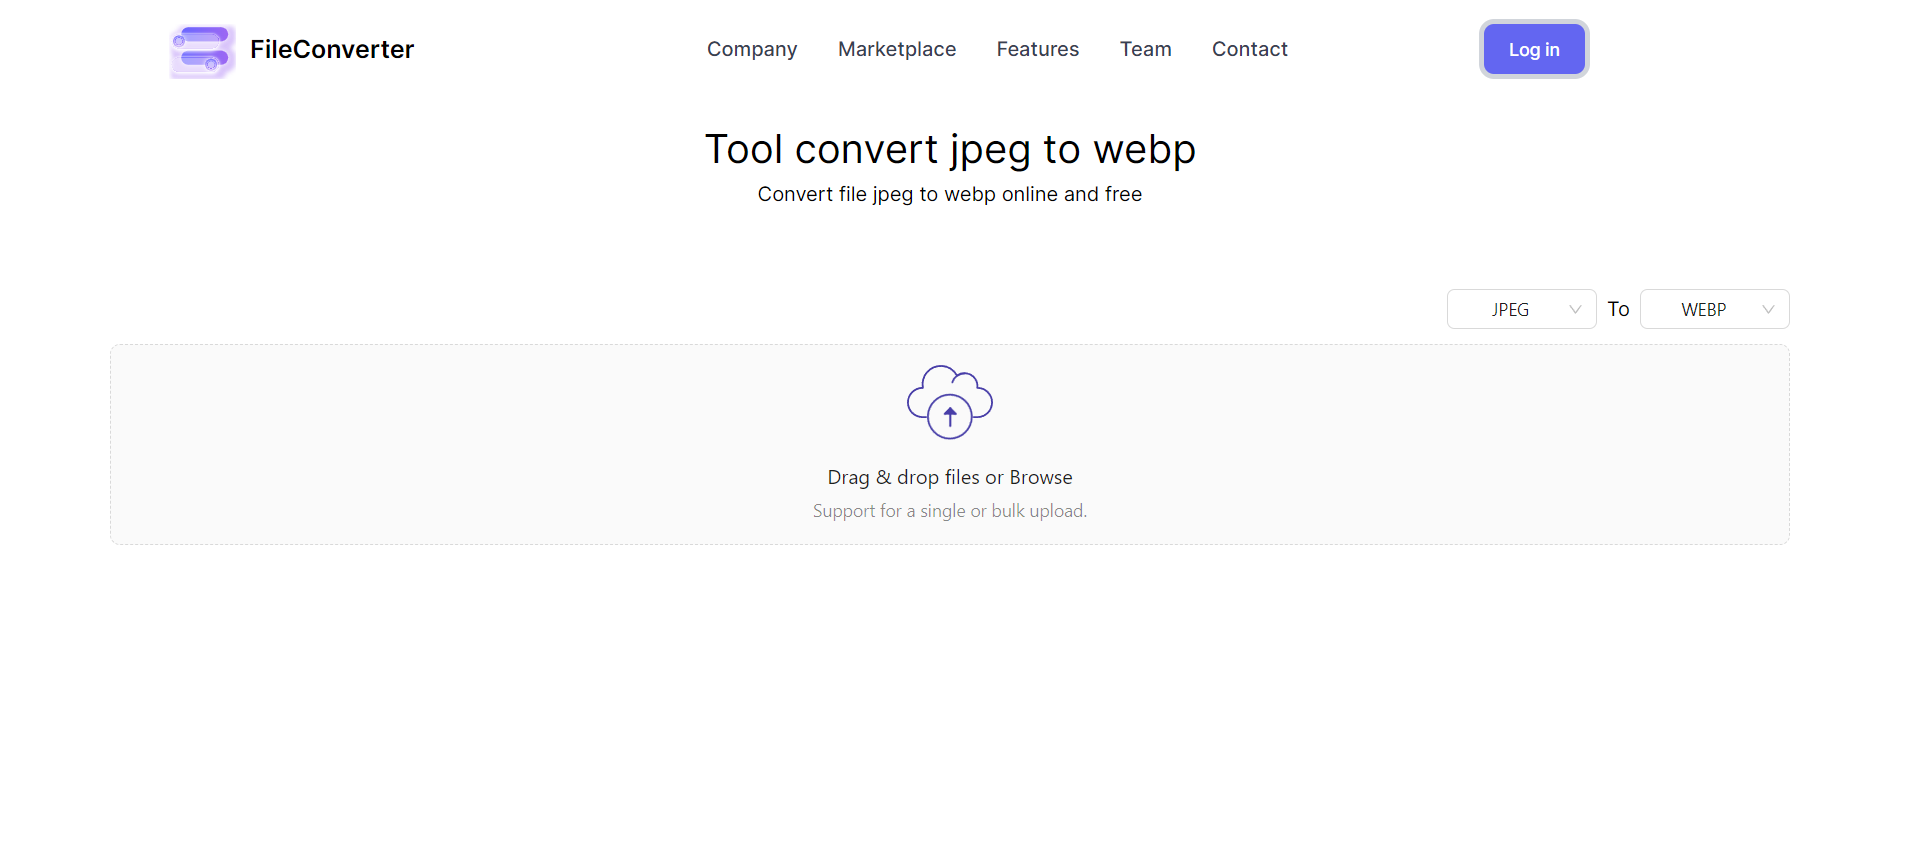 FileConverter
Company Marketplace Features Team Contact
Log in
Tool convert jpeg to webp
Convert file jpeg to webp online and free
JPEG To WEBP
Drag & drop files or Browse
Support for a single or bulk upload.